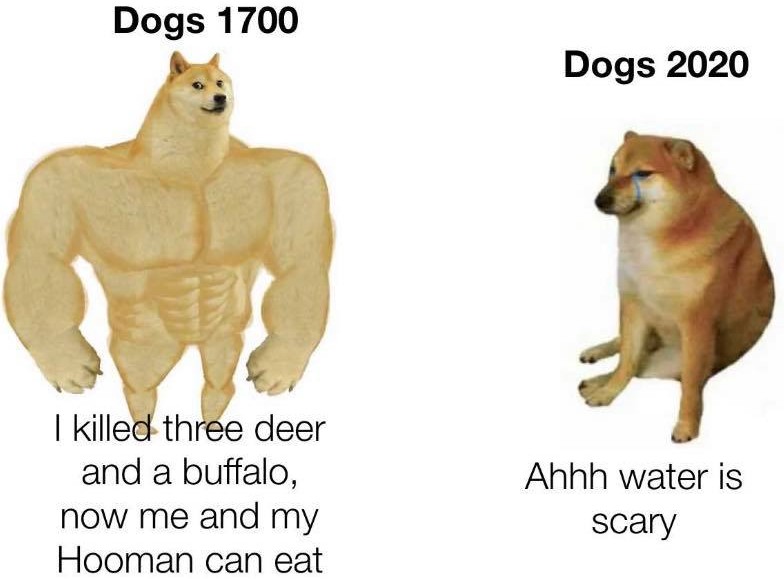 Dogs 1700
I killed three deer
and a buffalo,
now me and my
Hooman can eat
Dogs 2020
Ahhh water is
scary